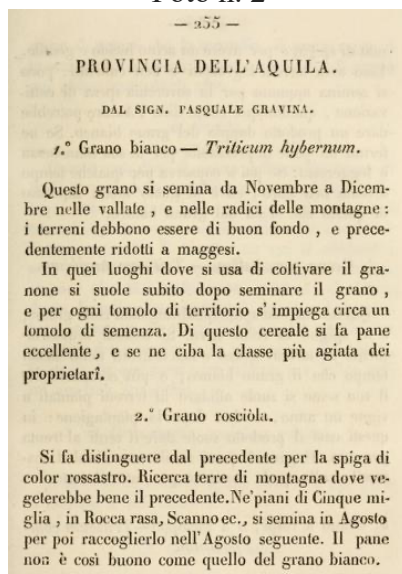 Foto n. 2
— 255 —
PROVINCIA DELL'AQUILA.
DAL SIGN. PASQUALE GRAVINA.
1.° Grano bianco — Triticum hybernum.
Questo grano si semina da Novembre a Dicem-
bre nelle vallate , e nelle radici delle montagne :
i terreni debbono essere di buon fondo , e prece-
dentemente ridotti a maggesi.
In quei luoghi dove si usa di coltivare il gra-
none si suole subito dopo seminare il grano ,
e per ogni tomolo di territorio s' impiega circa un
tomolo di semenza. Di questo cereale si fa pane
eccellente, e se ne ciba la classe più agiata dei
proprietarî.
2.° Grano rosciòla.
Si fa distinguere dal precedente per la spiga di
color rossastro. Ricerca terre di montagna dove ve-
geterebbe bene il precedente.Ne'piani di Cinque mi-
glia , in Rocca rasa, Scanno ec., si semina in Agosto
per poi raccoglierlo nell'Agosto seguente. Il pane
non è così buono come quello del grano bianco.